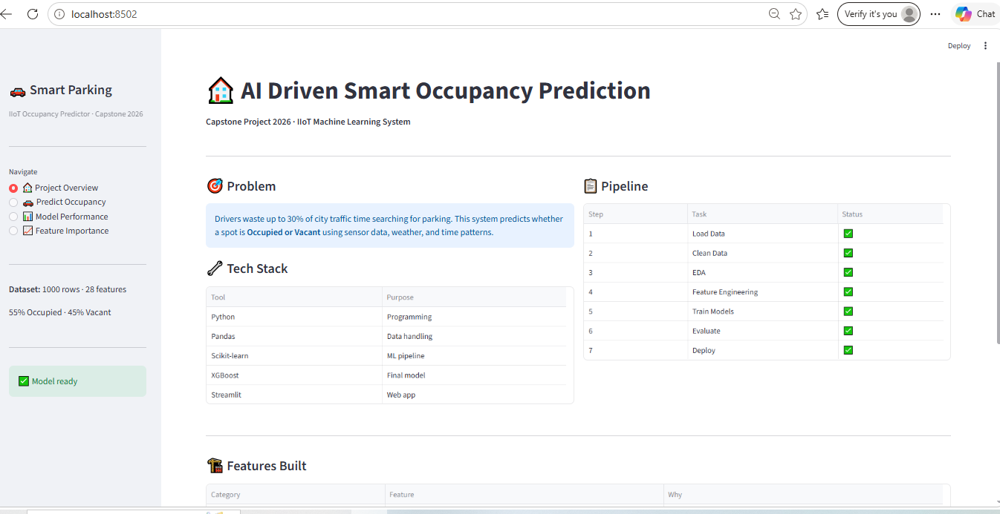 localhost:8502
Verify it's you
Chat
Deploy
Smart Parking
IIoT Occupancy Predictor · Capstone 2026
Navigate
Project Overview
Predict Occupancy
Model Performance
Feature Importance
Dataset: 1000 rows · 28 features
55% Occupied · 45% Vacant
Model ready
AI Driven Smart Occupancy Prediction
Capstone Project 2026 · IIoT Machine Learning System
Problem
Drivers waste up to 30% of city traffic time searching for parking. This system predicts whether
a spot is Occupied or Vacant using sensor data, weather, and time patterns.
Tech Stack
Tool Purpose
Python Programming
Pandas Data handling
Scikit-learn ML pipeline
XGBoost Final model
Streamlit Web app
Pipeline
Step Task Status
1 Load Data ✅
2 Clean Data ✅
3 EDA ✅
4 Feature Engineering ✅
5 Train Models ✅
6 Evaluate ✅
7 Deploy ✅
Features Built
Category Feature Why